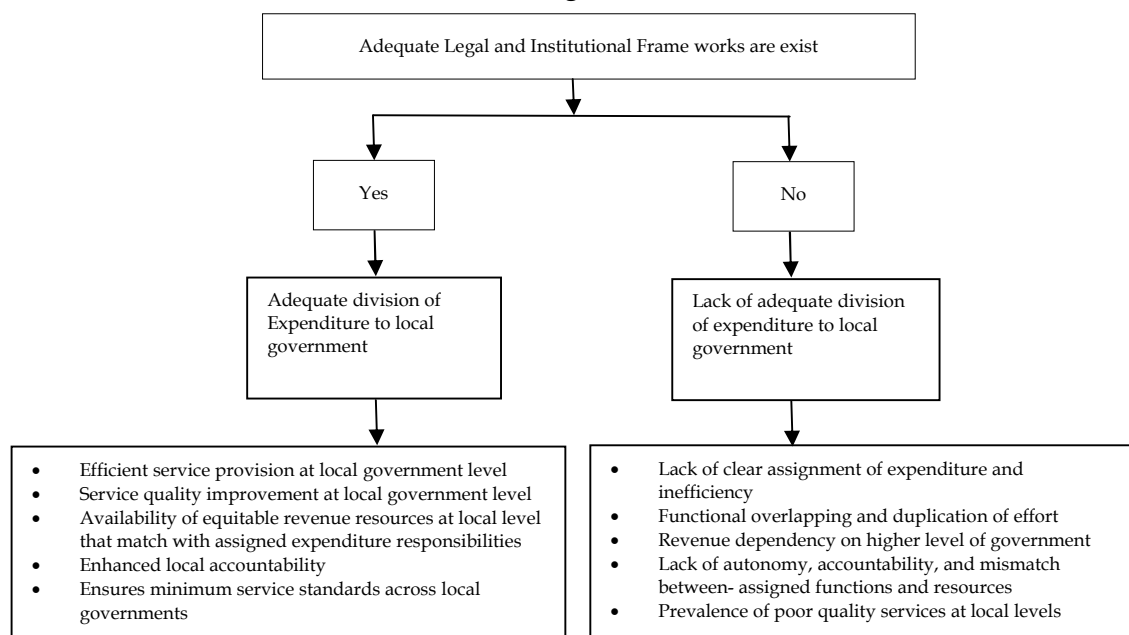 Adequate Legal and Institutional Frame works are exist
Yes
No
Adequate division of
Expenditure to local
government
Lack of adequate division
of expenditure to local
government
• Efficient service provision at local government level
• Service quality improvement at local government level
• Availability of equitable revenue resources at local level
that match with assigned expenditure responsibilities
• Enhanced local accountability
• Ensures minimum service standards across local
governments
• Lack of clear assignment of expenditure and
inefficiency
• Functional overlapping and duplication of effort
• Revenue dependency on higher level of government
• Lack of autonomy, accountability, and mismatch
between- assigned functions and resources
• Prevalence of poor quality services at local levels